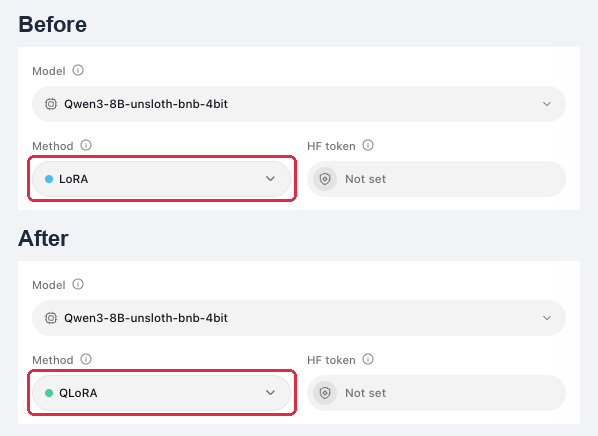 Before
Model
Qwen3-8B-unsloth-bnb-4bit
Method HF token
LoRA Not set
After
Model
Qwen3-8B-unsloth-bnb-4bit
Method HF token
QLoRA Not set